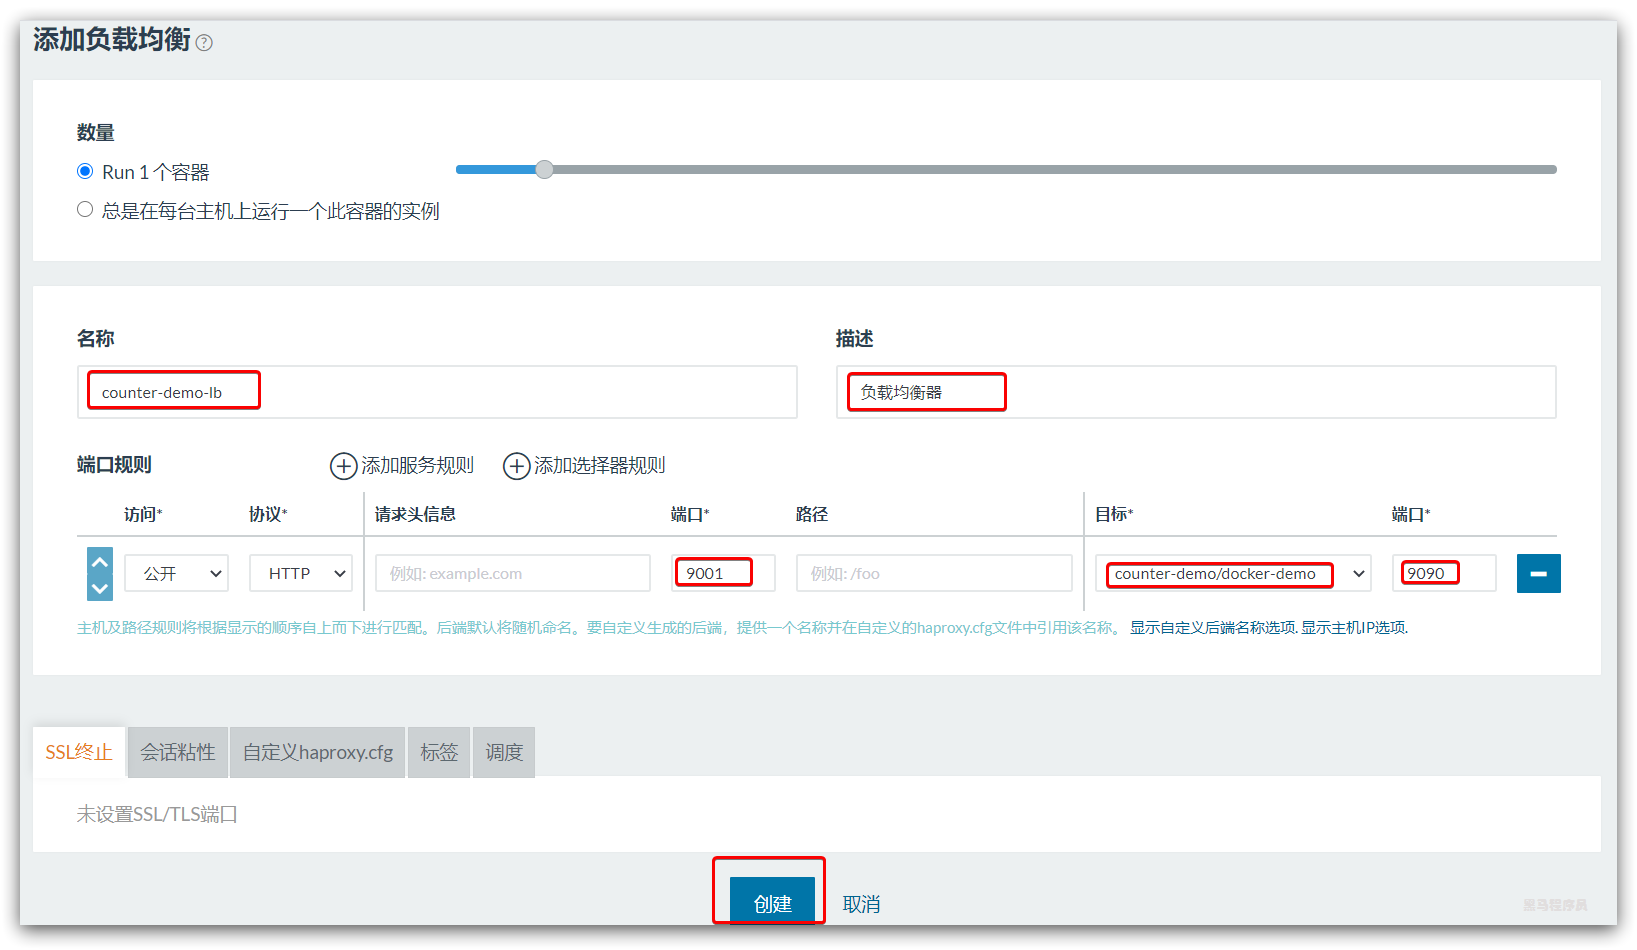 添加负载均衡 ?
数量
Run 1 个容器
总是在每台主机上运行一个此容器的实例
名称 描述
counter-demo-lb 负载均衡器
端口规则 添加服务规则 添加选择器规则
访问* 协议* 请求头信息 端口* 路径 目标* 端口*
公开 HTTP 例如: example.com 9001 例如: /foo counter-demo/docker-demo 9090
主机及路径规则将根据显示的顺序自上而下进行匹配。后端默认将随机命名。要自定义生成的后端，提供一个名称并在自定义的haproxy.cfg文件中引用该名称。 显示自定义后端名称选项. 显示主机IP选项.
SSL终止 会话粘性 自定义haproxy.cfg 标签 调度
未设置SSL/TLS端口
创建 取消
黑马程序员